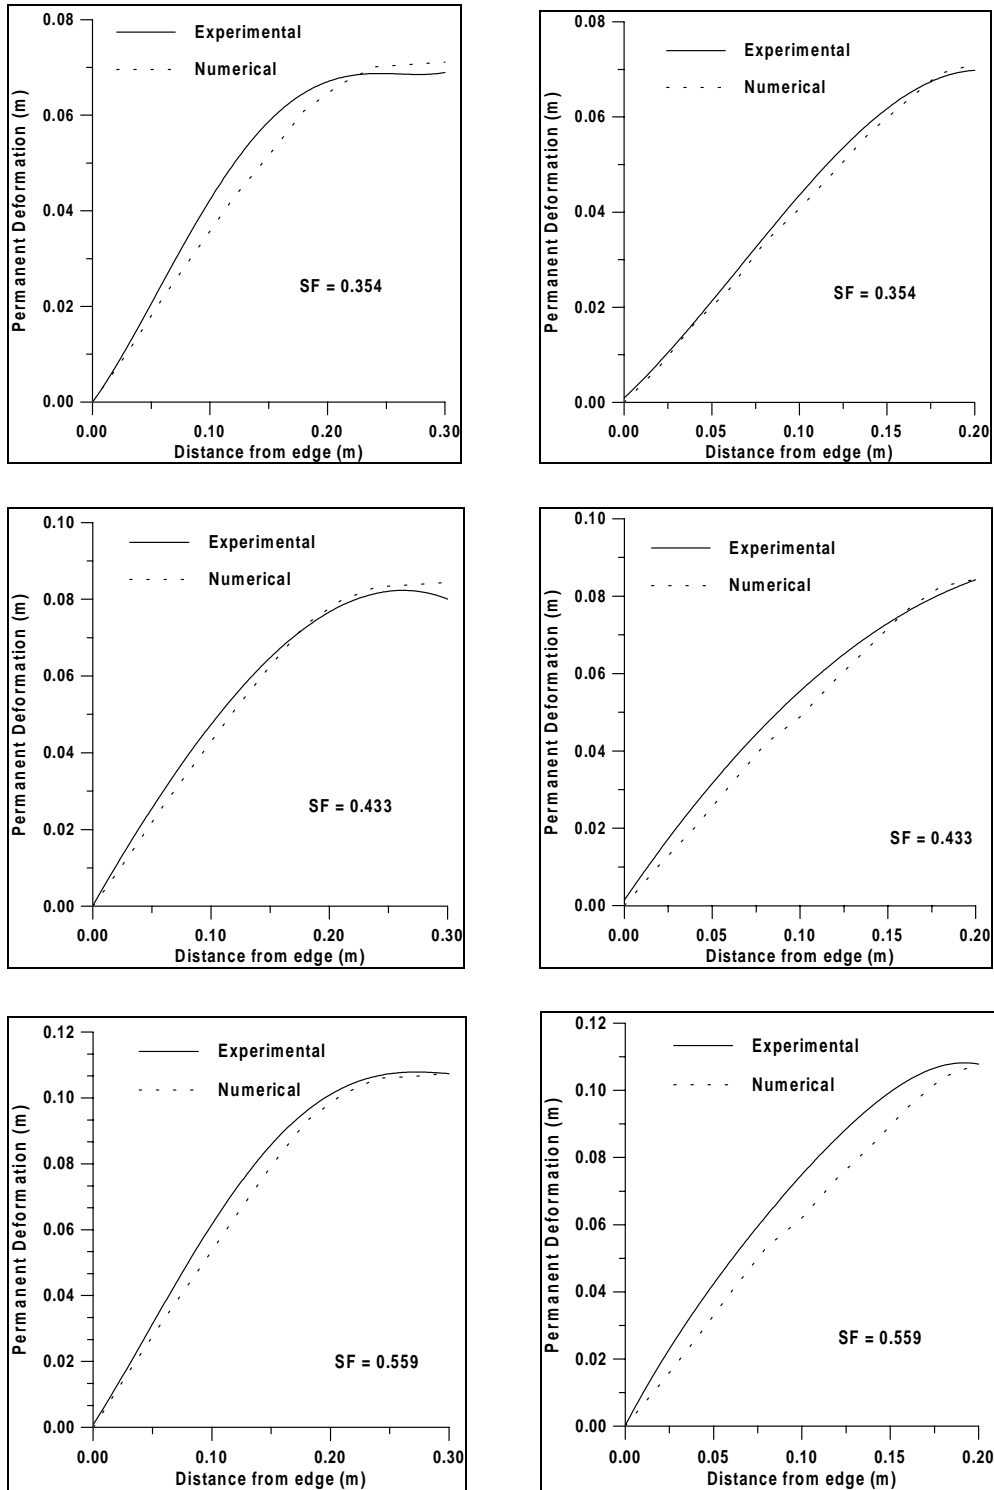 0.08
Experimental
Numerical
0.06
0.04
0.02
0.00
SF = 0.354
0.00 0.10 0.20 0.30
Distance from edge (m)
Permanent Deformation (m)
0.08
Experimental
Numerical
0.06
0.04
0.02
0.00
SF = 0.354
0.00 0.05 0.10 0.15 0.20
Distance from edge (m)
Permanent Deformation (m)
0.10
Experimental
Numerical
0.08
0.06
0.04
0.02
0.00
SF = 0.433
0.00 0.10 0.20 0.30
Distance from edge (m)
Permanent Deformation (m)
0.10
Experimental
Numerical
0.08
0.06
0.04
0.02
0.00
SF = 0.433
0.00 0.05 0.10 0.15 0.20
Distance from edge (m)
Permanent Deformation (m)
0.12
Experimental
Numerical
0.10
0.08
0.06
0.04
0.02
0.00
SF = 0.559
0.00 0.10 0.20 0.30
Distance from edge (m)
Permanent Deformation (m)
0.12
Experimental
Numerical
0.10
0.08
0.06
0.04
0.02
0.00
SF = 0.559
0.00 0.05 0.10 0.15 0.20
Distance from edge (m)
Permanent Deformation (m)